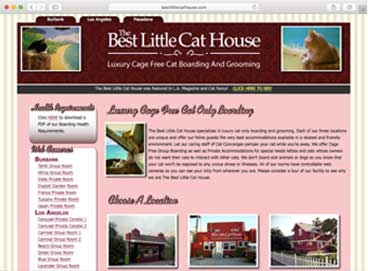 bestlittlecathouse.com
Burbank Los Angeles Pasadena
The
Best Little Cat House
Luxury Cage Free Cat Boarding And Grooming
The Best Little Cat House was featured in L.A. Magazine and Cat Fancy! CLICK HERE TO SEE!
Health Requirements
Click HERE to download a
PDF of our Boarding Health
Requirements.
Web Cameras
Burbank
Tahiti Group Room
Africa Group Room
India Private Room
English Garden
France Private Room
Tuscany Private Room
Japan Private Room
Los Angeles
Carousel Private Condos 1
Carousel Private Condos 2
Carnival Group Room 1
Carnival Group Room 2
Beach Group Room
Green Group Room
Blue Group Room
Lavender Group Room
Luxury Cage Free Cat Only Boarding
The Best Little Cat House specializes in luxury cat only boarding and grooming. Each of our three locations
are unique and offer our feline guests the very best accommodations available in a relaxed and friendly
environment. Let our caring staff of Cat Concierges pamper your cat while you're away. We offer Cage
Free Group Boarding as well as Private Accommodations for special needs kitties and cats whose owners
do not want their cats to interact with other cats. We don't board sick animals or dogs so you know that
your cat won't be exposed to any undue stress or illnesses. All of our rooms have controllable web
cameras so you can see your kitty from wherever you are. Please consider a tour of our facility to see why
we are The Best Little Cat House.
Choose A Location